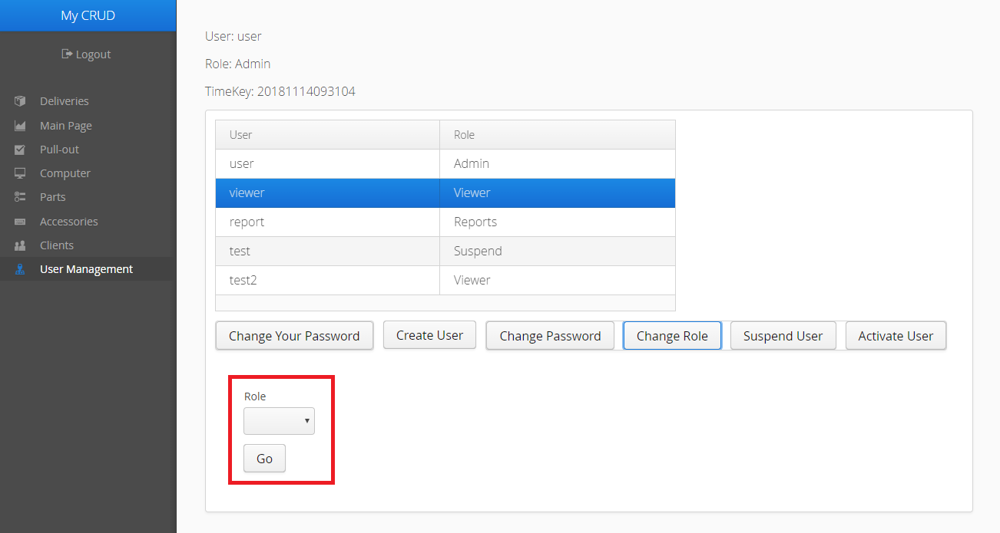 My CRUD
Logout
Deliveries
Main Page
Pull-out
Computer
Parts
Accessories
Clients
User Management
User: user
Role: Admin
TimeKey: 20181114093104
User Role
user Admin
viewer Viewer
report Reports
test Suspend
test2 Viewer
Change Your Password Create User Change Password Change Role Suspend User Activate User
Role
Go